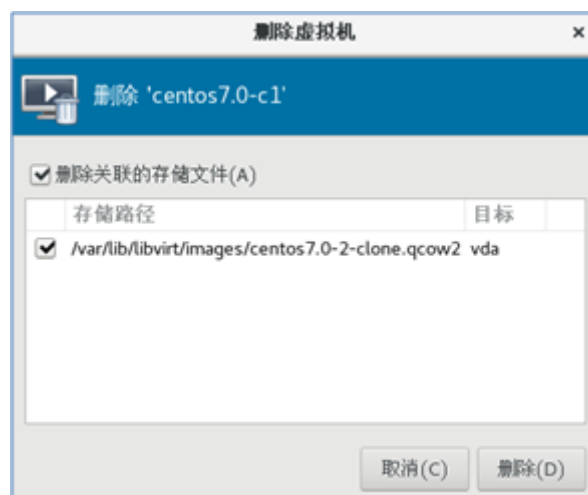 删除虚拟机
删除 'centos7.0-c1'
删除关联的存储文件(A)
存储路径 目标
/var/lib/libvirt/images/centos7.0-2-clone.qcow2 vda
取消(C) 删除(D)